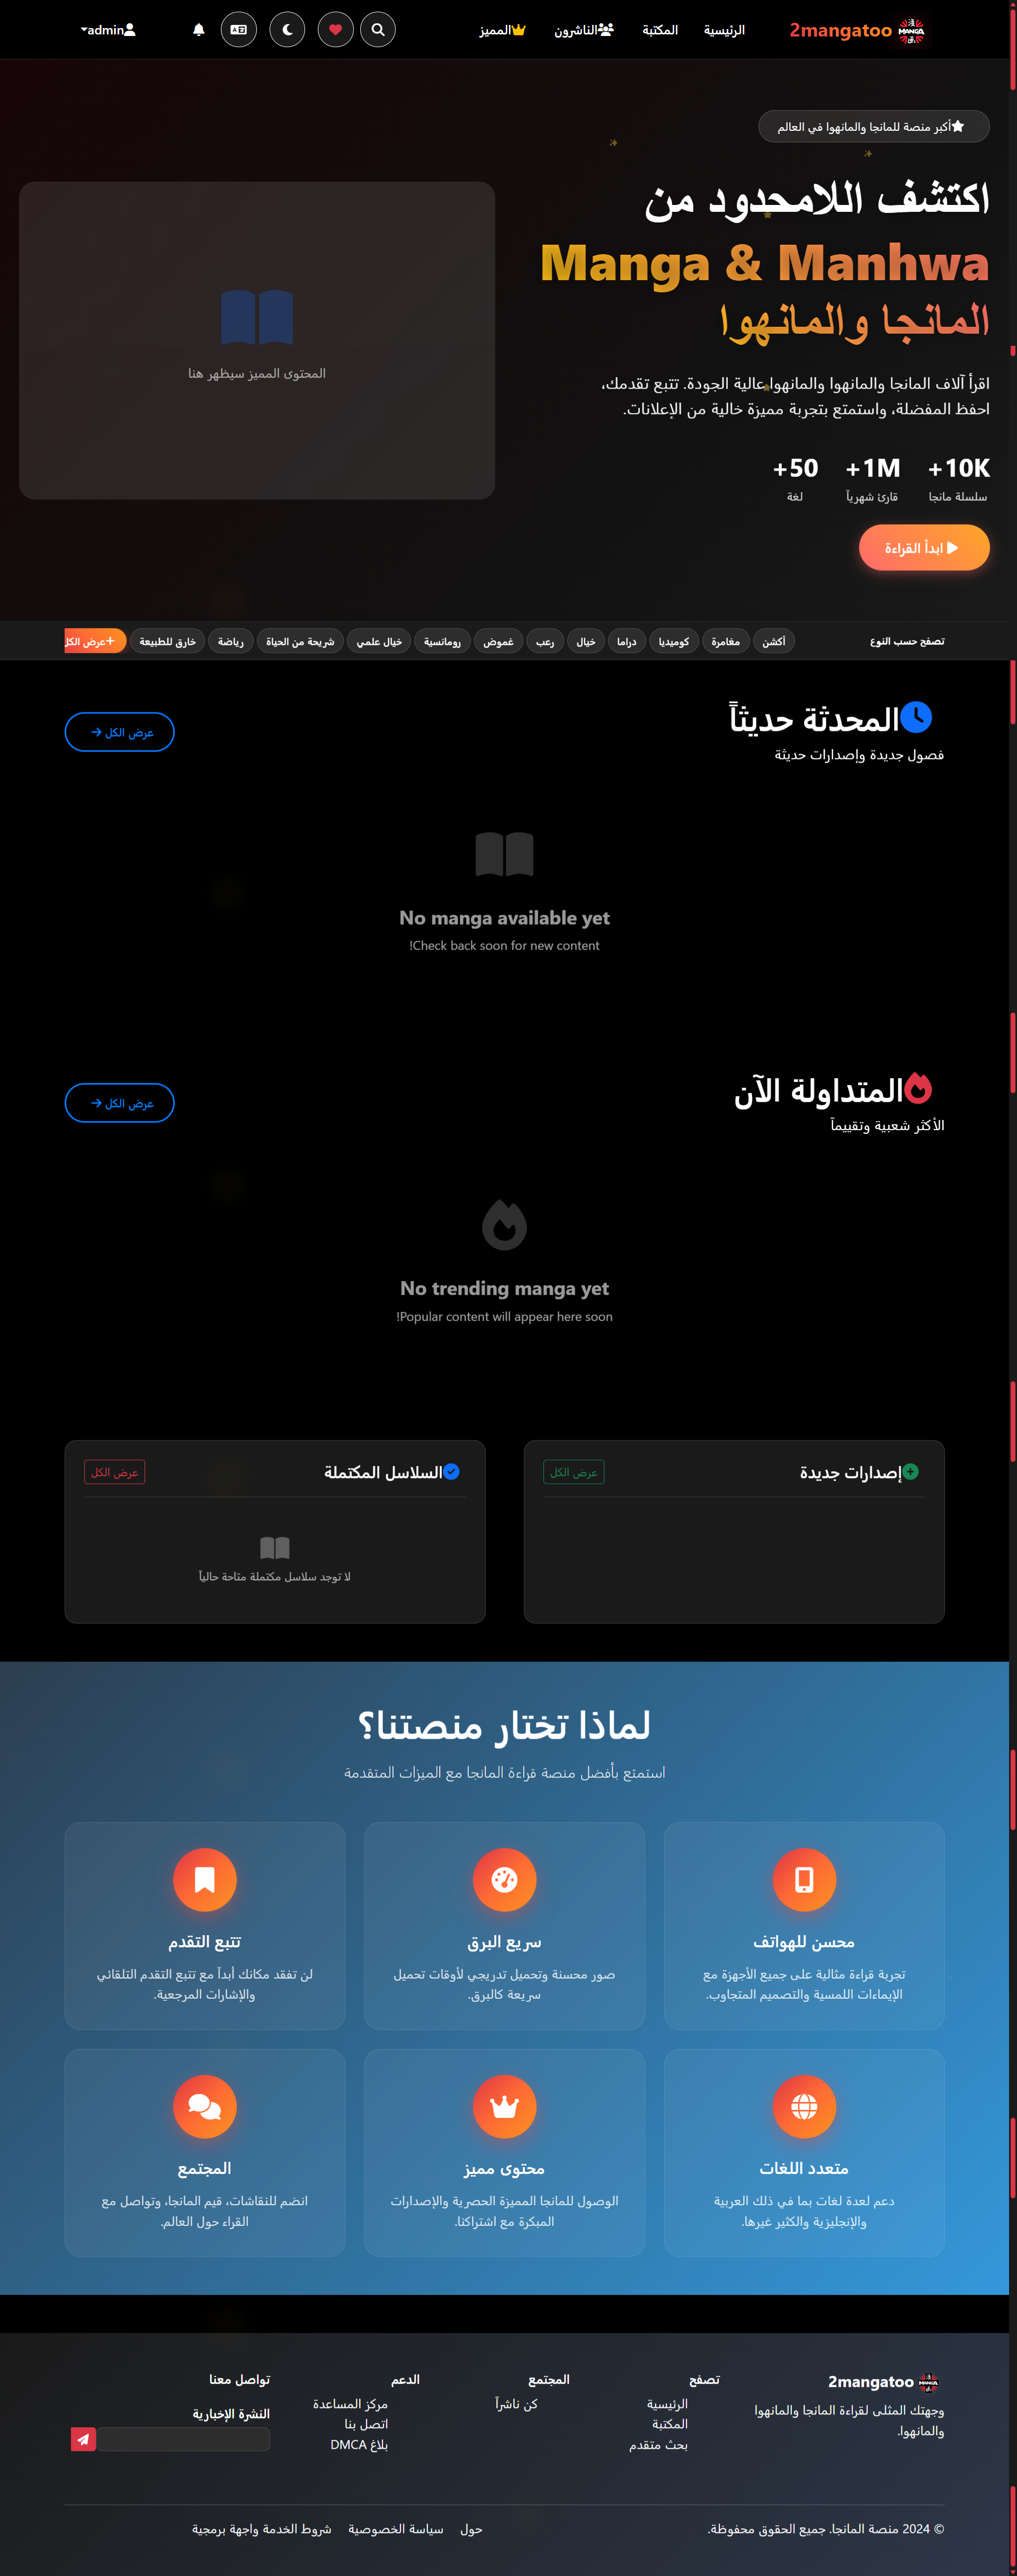 2mangatoo
الرئيسية
المكتبة
الناشرون
المميز
admin
أكبر منصة للمانجا والمانهوا في العالم
اكتشف اللامحدود من
Manga & Manhwa
المانجا والمانهوا
اقرأ آلاف المانجا والمانهوا والمانهوا عالية الجودة. تتبع تقدمك،
احفظ المفضلة، واستمتع بتجربة مميزة خالية من الإعلانات.
10K+
1M+
50+
سلسلة مانجا
قارئ شهرياً
لغة
ابدأ القراءة
المحتوى المميز سيظهر هنا
تصفح حسب النوع
أكشن
مغامرة
كوميديا
دراما
خيال
رعب
غموض
رومانسية
خيال علمي
شريحة من الحياة
رياضة
خارق للطبيعة
عرض الكل
المحدثة حديثاً
فصول جديدة وإصدارات حديثة
عرض الكل
No manga available yet
!Check back soon for new content
المتداولة الآن
الأكثر شعبية وتقييماً
عرض الكل
No trending manga yet
!Popular content will appear here soon
إصدارات جديدة
عرض الكل
السلاسل المكتملة
عرض الكل
لا توجد سلاسل مكتملة متاحة حالياً
لماذا تختار منصتنا؟
استمتع بأفضل منصة قراءة المانجا مع الميزات المتقدمة
محسن للهواتف
تجربة قراءة مثالية على جميع الأجهزة مع
الإيماءات اللمسية والتصميم المتجاوب.
سريع البرق
صور محسنة وتحميل تدريجي لأوقات تحميل
سريعة كالبرق.
تتبع التقدم
لن تفقد مكانك أبداً مع تتبع التقدم التلقائي
والإشارات المرجعية.
متعدد اللغات
دعم لعدة لغات بما في ذلك العربية
والإنجليزية والكثير غيرها.
محتوى مميز
الوصول للمانجا المميزة الحصرية والإصدارات
المبكرة مع اشتراكنا.
المجتمع
انضم للنقاشات، قيم المانجا، وتواصل مع
القراء حول العالم.
2mangatoo
وجهتك المثلى لقراءة المانجا والمانهوا
والمانهوا.
تصفح
الرئيسية
المكتبة
بحث متقدم
المجتمع
كن ناشراً
الدعم
مركز المساعدة
اتصل بنا
بلاغ DMCA
تواصل معنا
النشرة الإخبارية
© 2024 منصة المانجا. جميع الحقوق محفوظة.
حول
سياسة الخصوصية
شروط الخدمة واجهة برمجية